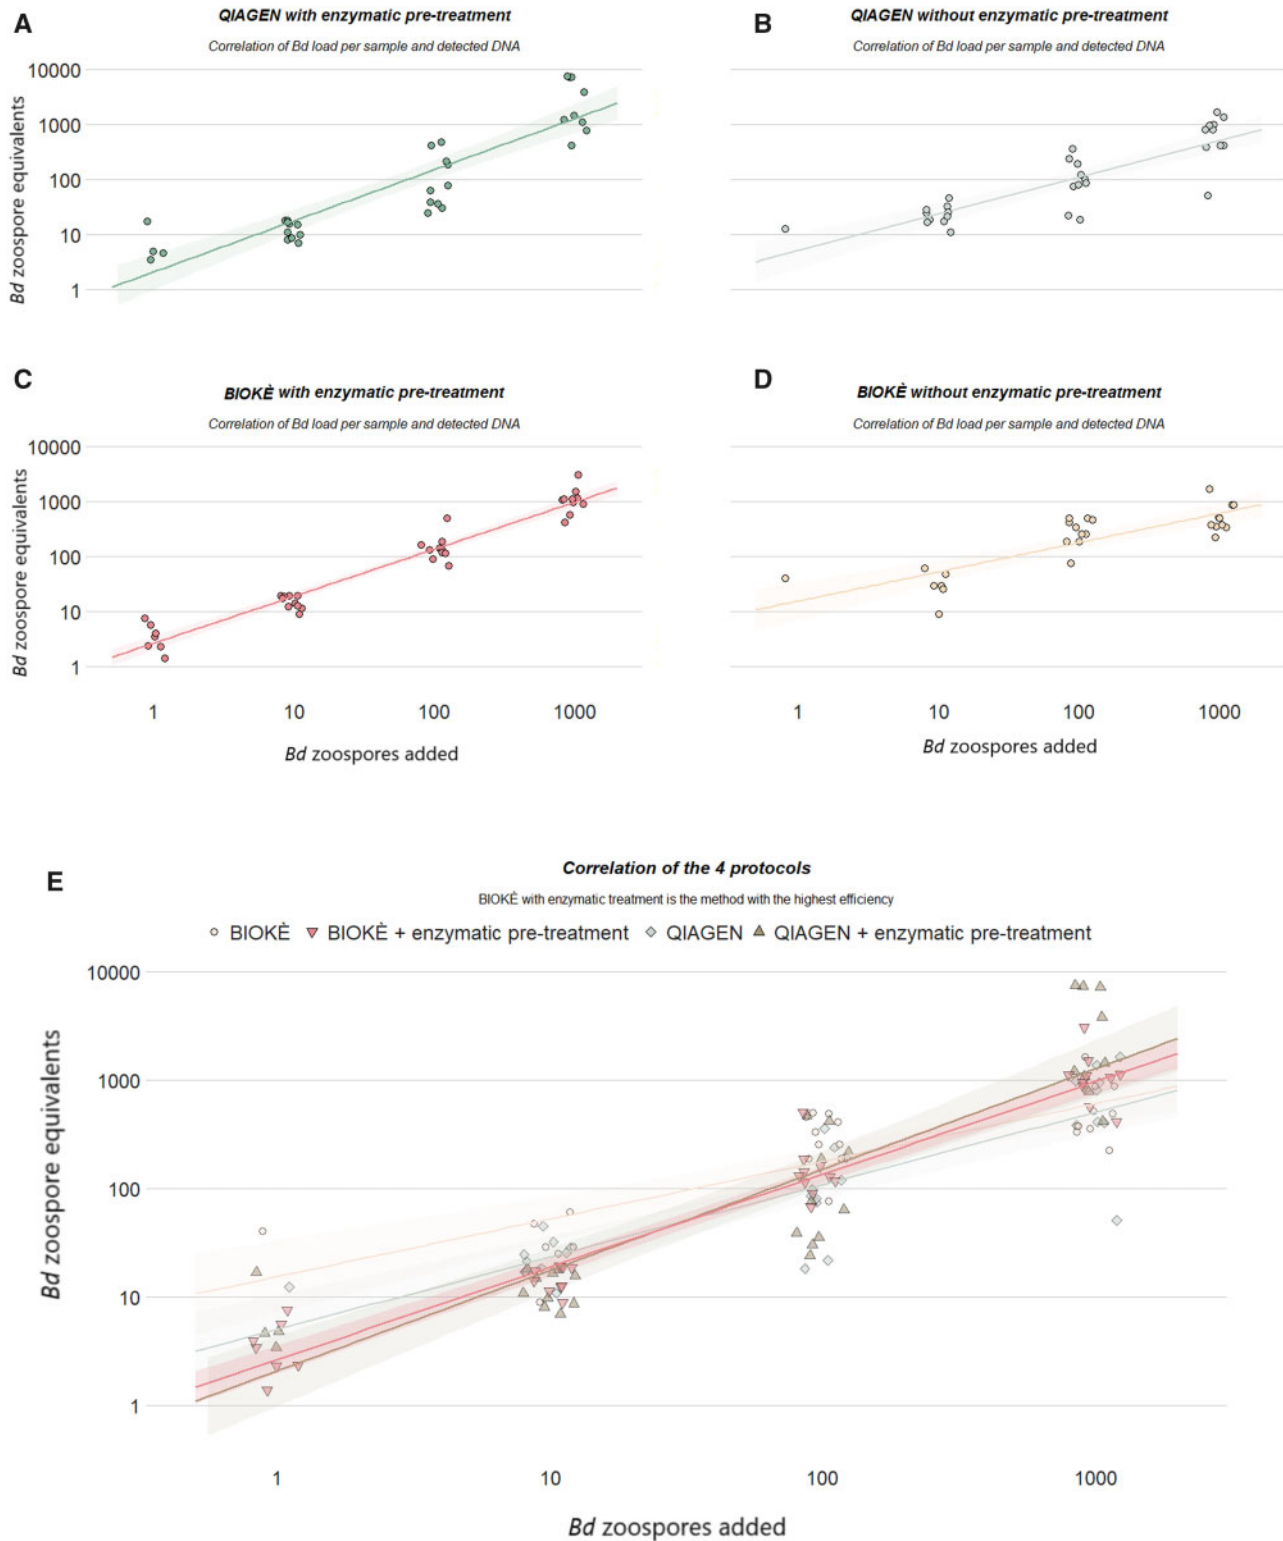 A
QIAGEN with enzymatic pre-treatment
Correlation of Bd load per sample and detected DNA
Bd zoospore equivalents
10000
1000
100
10
1
B
QIAGEN without enzymatic pre-treatment
Correlation of Bd load per sample and detected DNA
C
BIOKÈ with enzymatic pre-treatment
Correlation of Bd load per sample and detected DNA
Bd zoospore equivalents
10000
1000
100
10
1
1 10 100 1000
Bd zoospores added
D
BIOKÈ without enzymatic pre-treatment
Correlation of Bd load per sample and detected DNA
1 10 100 1000
Bd zoospores added
E
Correlation of the 4 protocols
BIOKÈ with enzymatic treatment is the method with the highest efficiency
BIOKÈ BIOKÈ + enzymatic pre-treatment QIAGEN QIAGEN + enzymatic pre-treatment
Bd zoospore equivalents
10000
1000
100
10
1
1 10 100 1000
Bd zoospores added